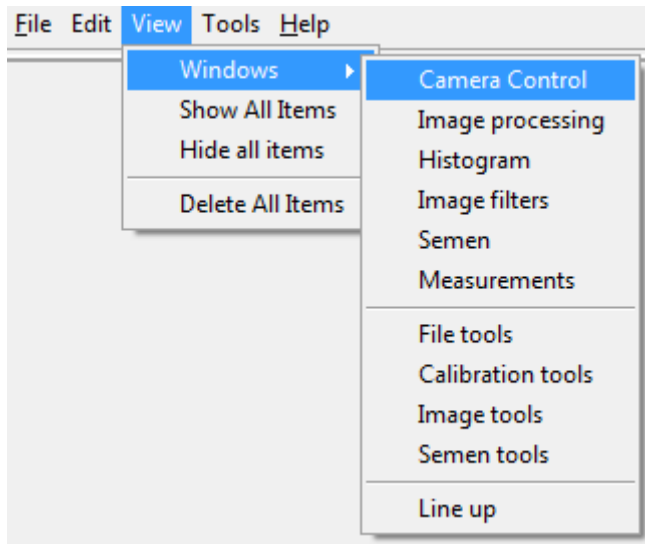 File Edit View Tools Help
Windows
Show All Items
Hide all items
Delete All Items
Camera Control
Image processing
Histogram
Image filters
Semen
Measurements
File tools
Calibration tools
Image tools
Semen tools
Line up